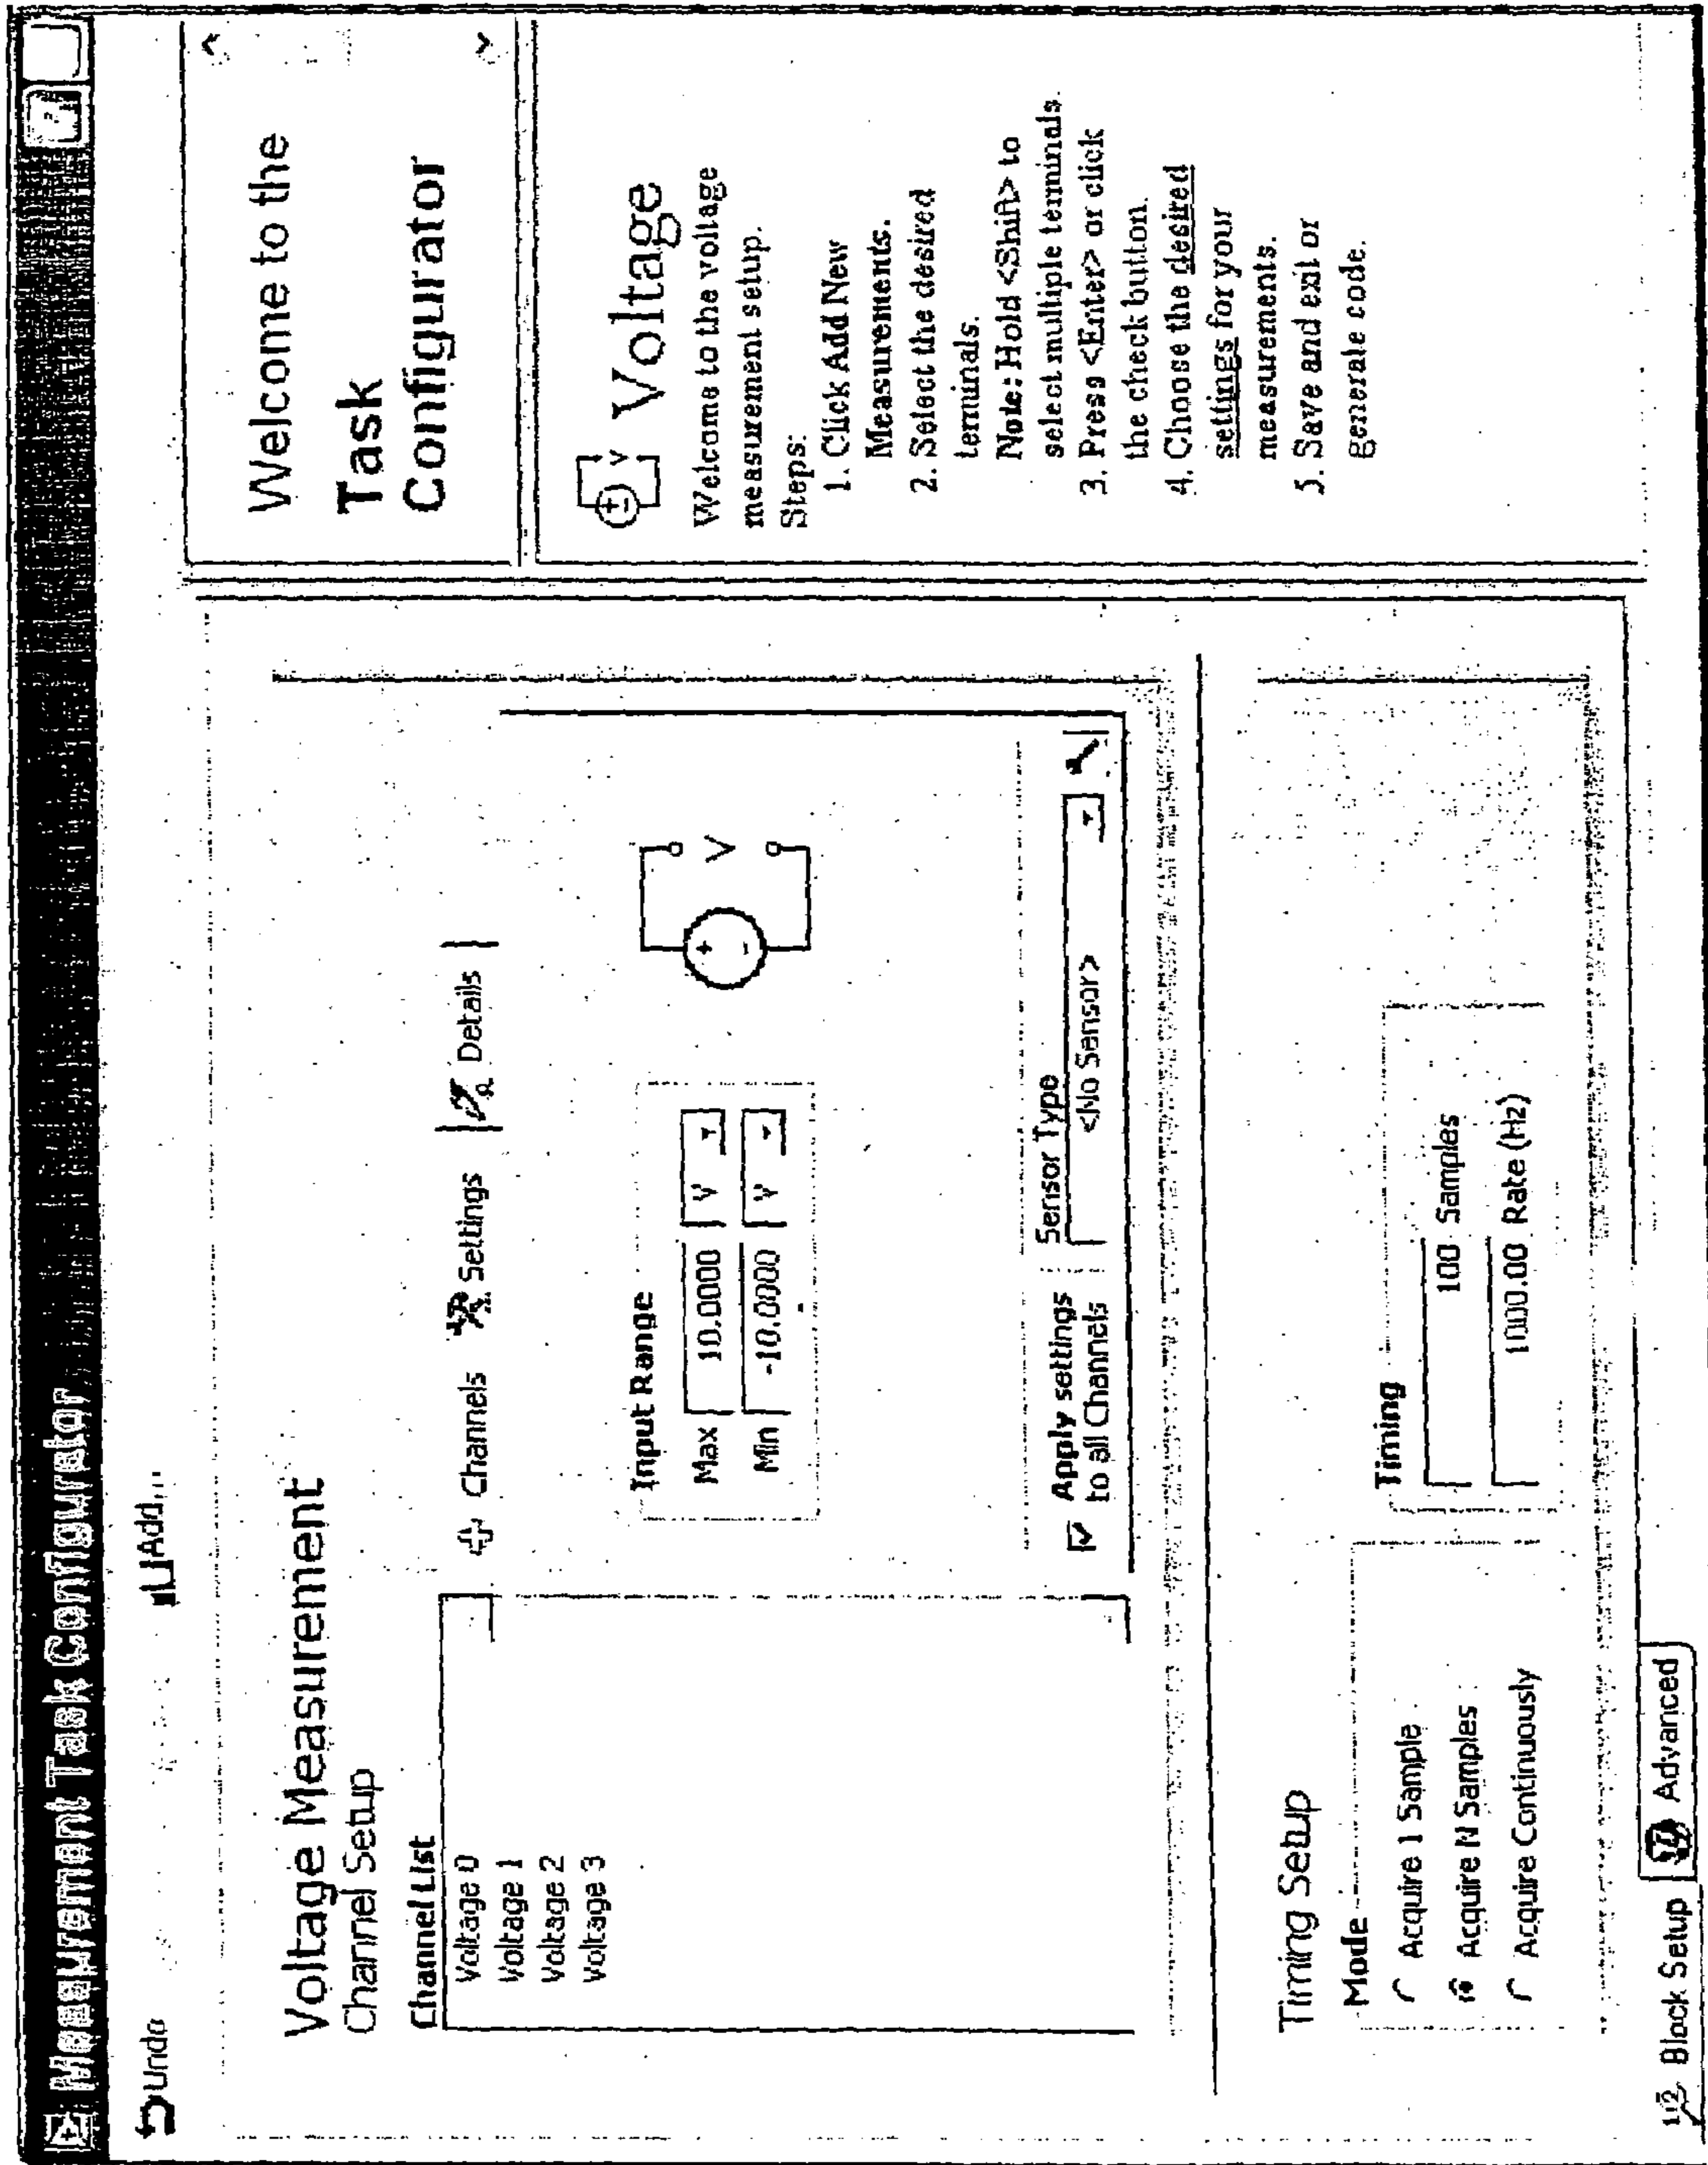 Measurement Task Configurator
Undo
Add...
Voltage Measurement
Channel Setup
Channel List
Voltage 0
Voltage 1
Voltage 2
Voltage 3
Channels
Settings
Details
Input Range
Max 10.0000 V
Min -10.0000 V
V
Apply settings
to all Channels
Sensor Type
<No Sensor>
Timing Setup
Mode
Acquire 1 Sample
Acquire N Samples
Acquire Continuously
Timing
100 Samples
1000.00 Rate (Hz)
Block Setup
Advanced
Welcome to the
Task
Configurator
V
Voltage
Welcome to the voltage
measurement setup.
Steps:
1. Click Add New
Measurements.
2. Select the desired
terminals.
Note: Hold <Shift> to
select multiple terminals.
3. Press <Enter> or click
the check button.
4. Choose the desired
settings for your
measurements.
5. Save and exit or
generate code.